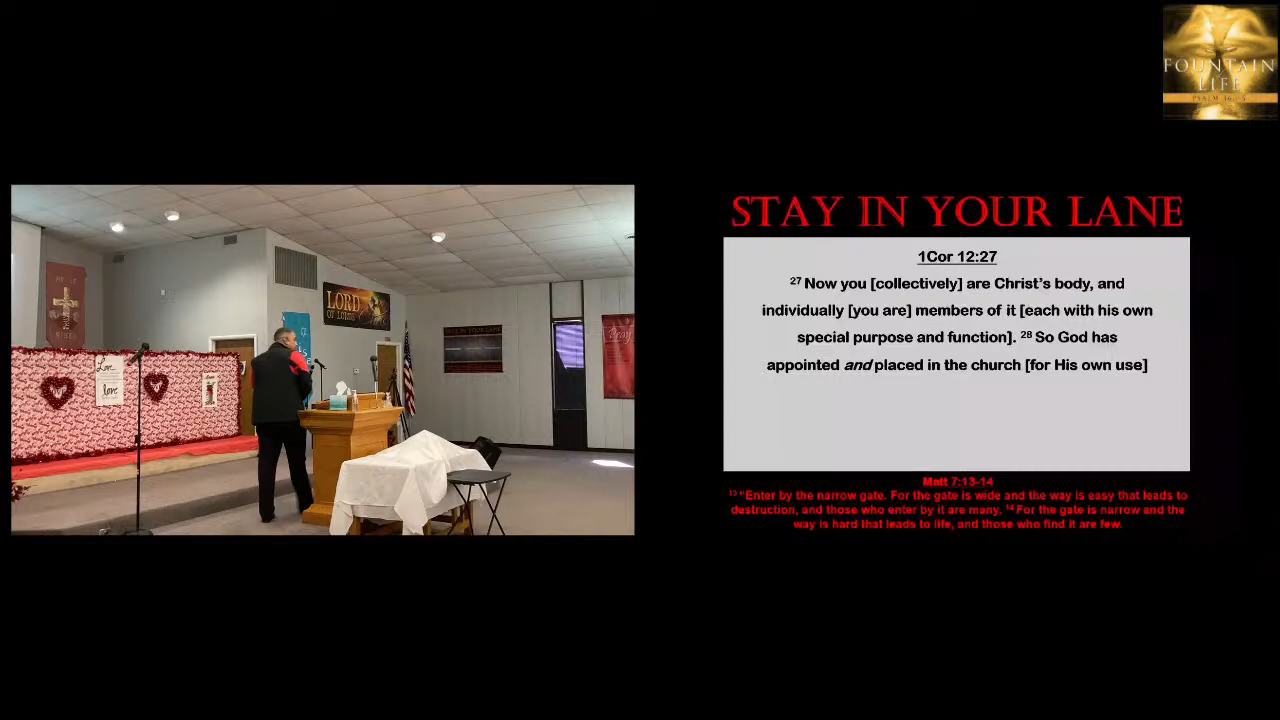 FOUNTAIN
LIFE
STAY IN YOUR LANE
1Cor 12:27
27 Now you [collectively] are Christ's body, and
individually [you are] members of it [each with his own
special purpose and function]. 28 So God has
appointed and placed in the church [for His own use]
Matt 7:13-14
13 "Enter by the narrow gate. For the gate is wide and the way is easy that leads to
destruction, and those who enter by it are many. 14 For the gate is narrow and the
way is hard that leads to life, and those who find it are few.
LORD
OF LORDS
STAY IN YOUR LANE
Pray
Love
love